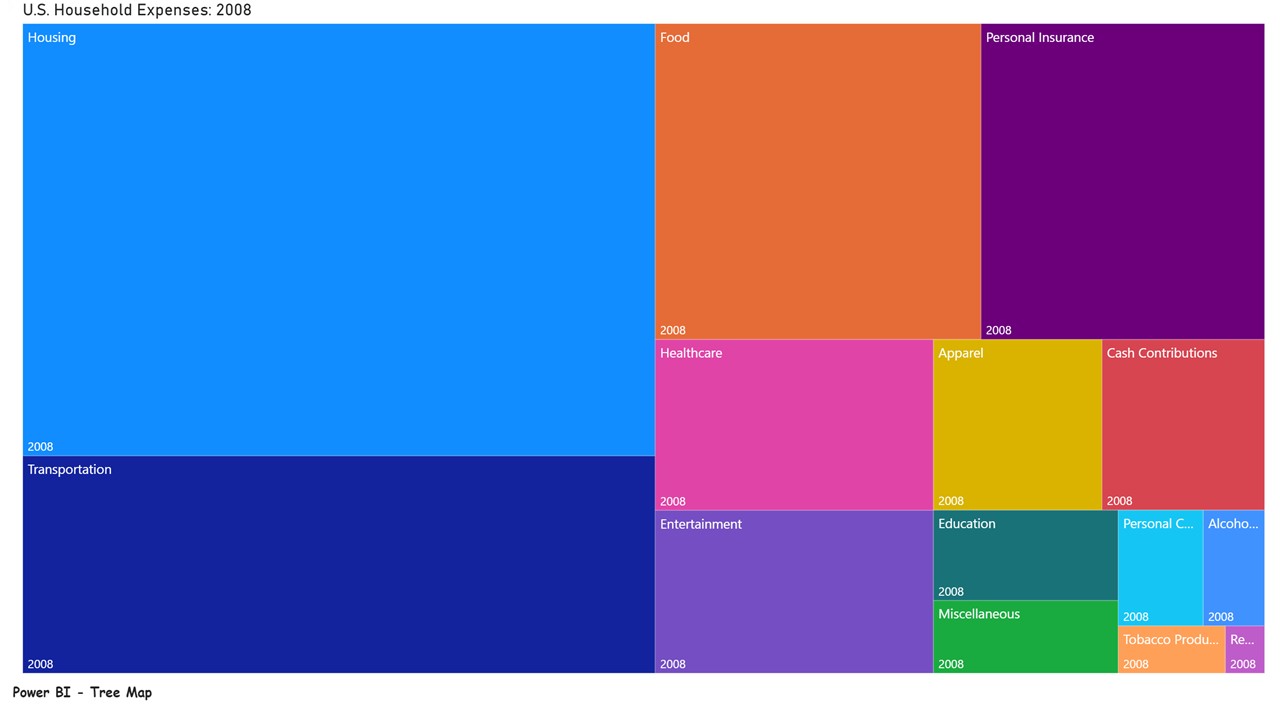 U.S. Household Expenses: 2008
Housing
2008
Transportation
2008
Food
2008
Personal Insurance
2008
Healthcare
2008
Apparel
2008
Cash Contributions
2008
Entertainment
2008
Education
2008
Miscellaneous
2008
Personal C...
2008
Alcoho...
2008
Tobacco Produ...
2008
Re...
2008
Power BI - Tree Map